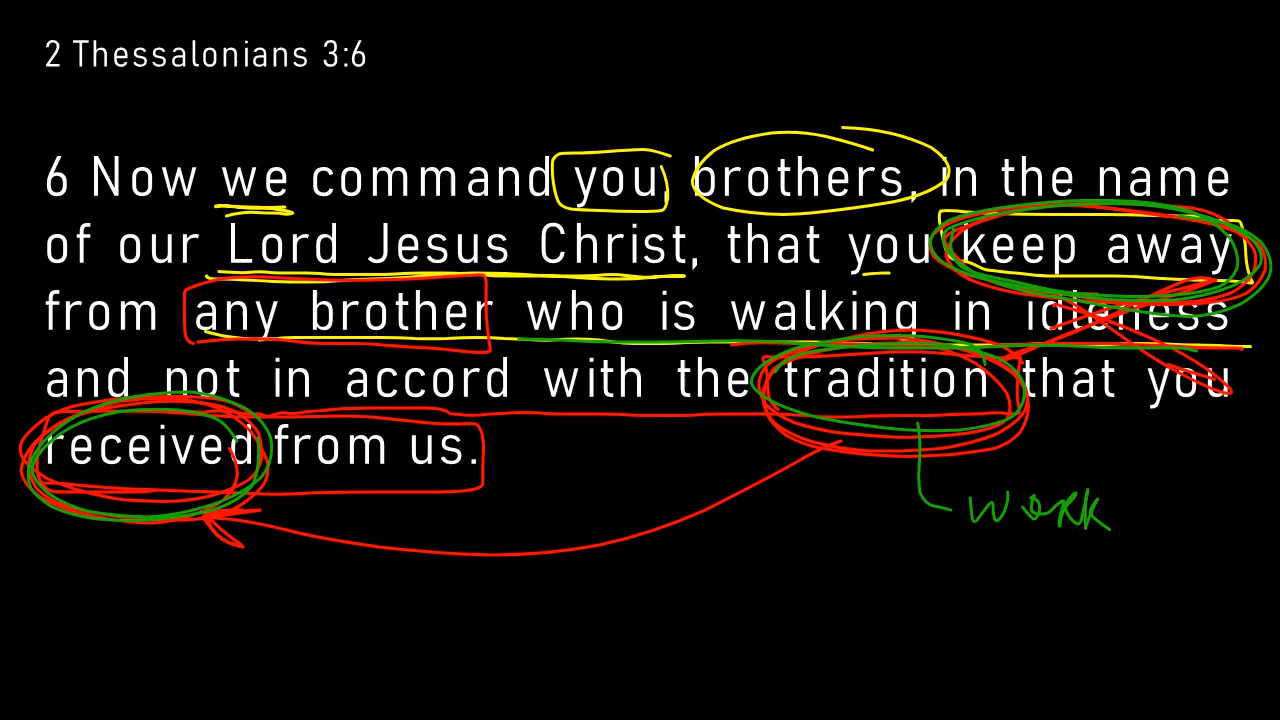 2 Thessalonians 3:6
6 Now we command you, brothers, in the name
of our Lord Jesus Christ, that you keep away
from any brother who is walking in idleness
and not in accord with the tradition that you
received from us.
work